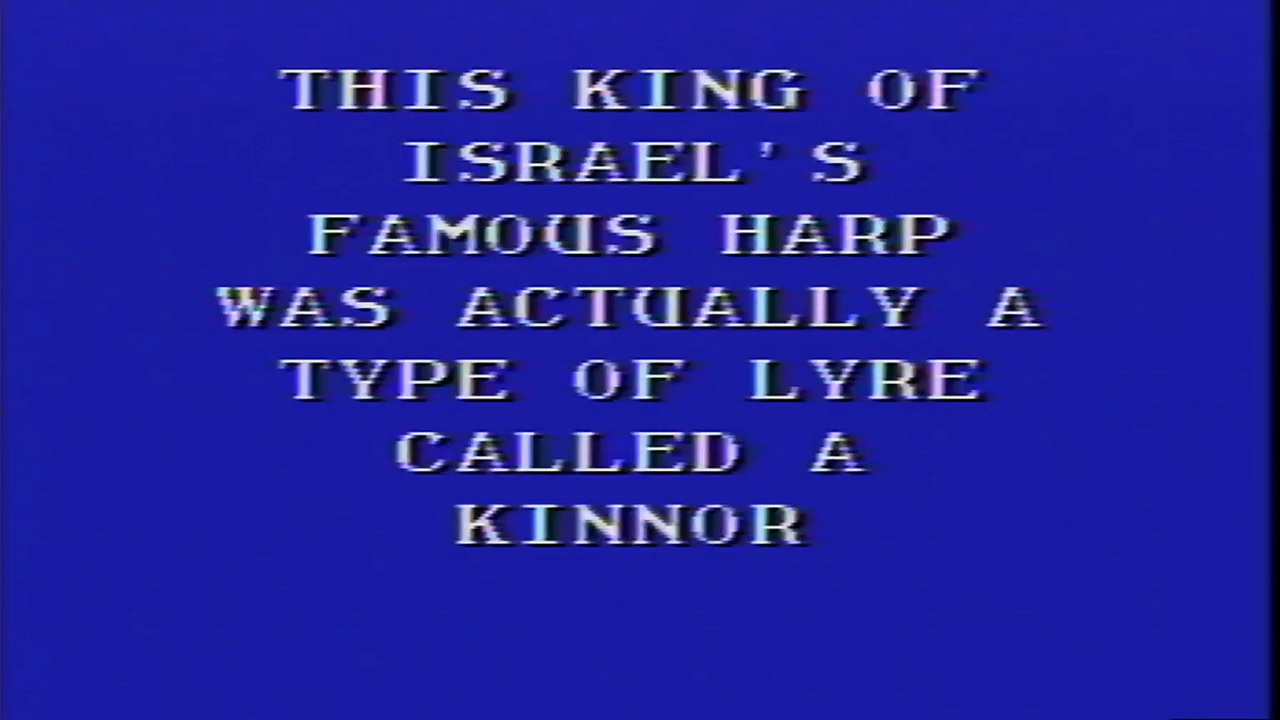 THIS KING OF
ISRAEL'S
FAMOUS HARP
WAS ACTUALLY A
TYPE OF LYRE
CALLED A
KINNOR